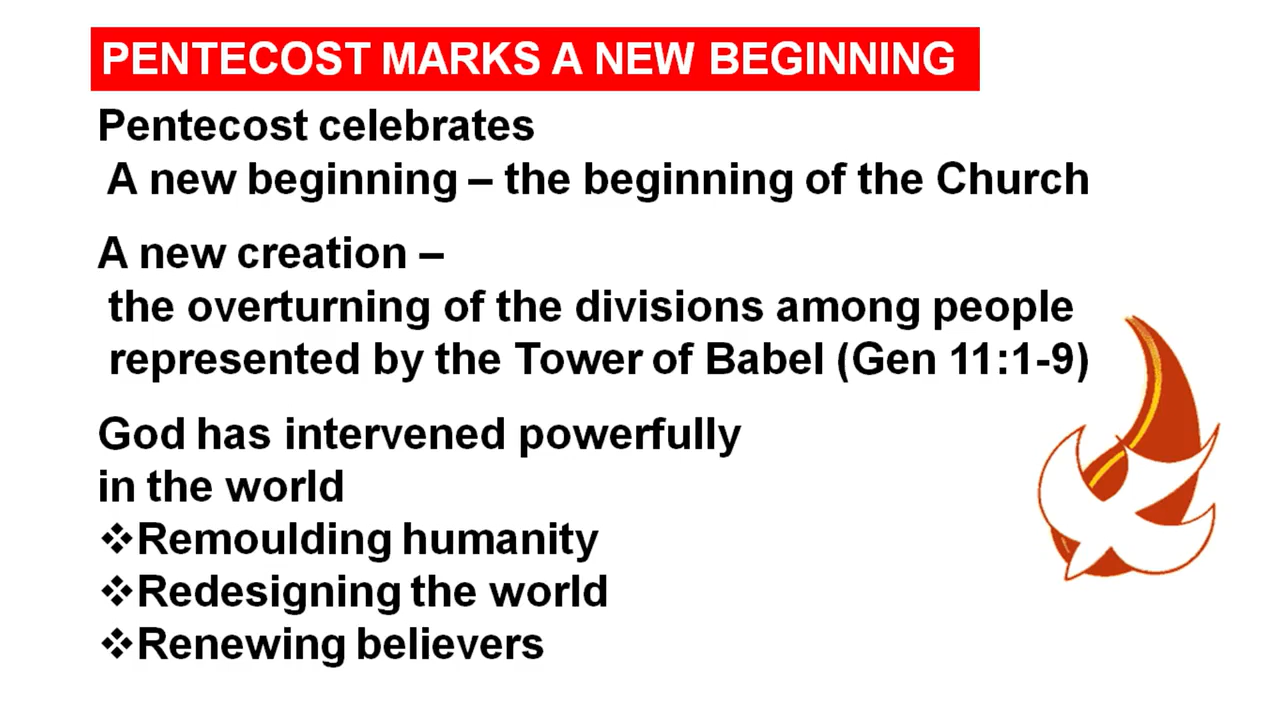 PENTECOST MARKS A NEW BEGINNING
Pentecost celebrates
A new beginning – the beginning of the Church
A new creation –
the overturning of the divisions among people
represented by the Tower of Babel (Gen 11:1-9)
God has intervened powerfully
in the world
❖Remoulding humanity
❖Redesigning the world
❖Renewing believers